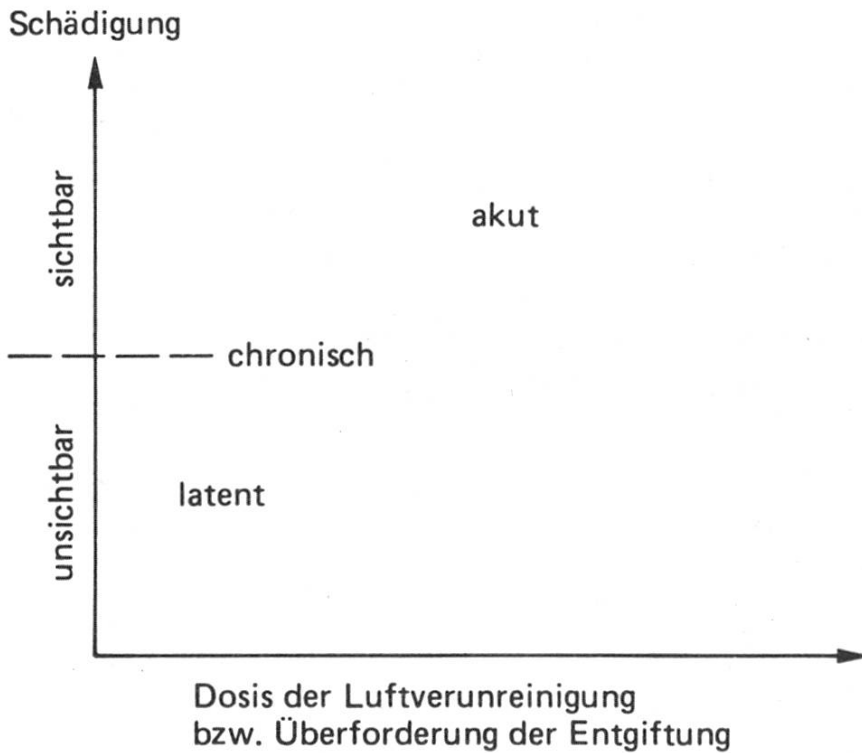 Schädigung
sichtbar
akut
chronisch
unsichtbar
latent
Dosis der Luftverunreinigung
bzw. Überforderung der Entgiftung